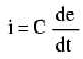 i = C de/dt